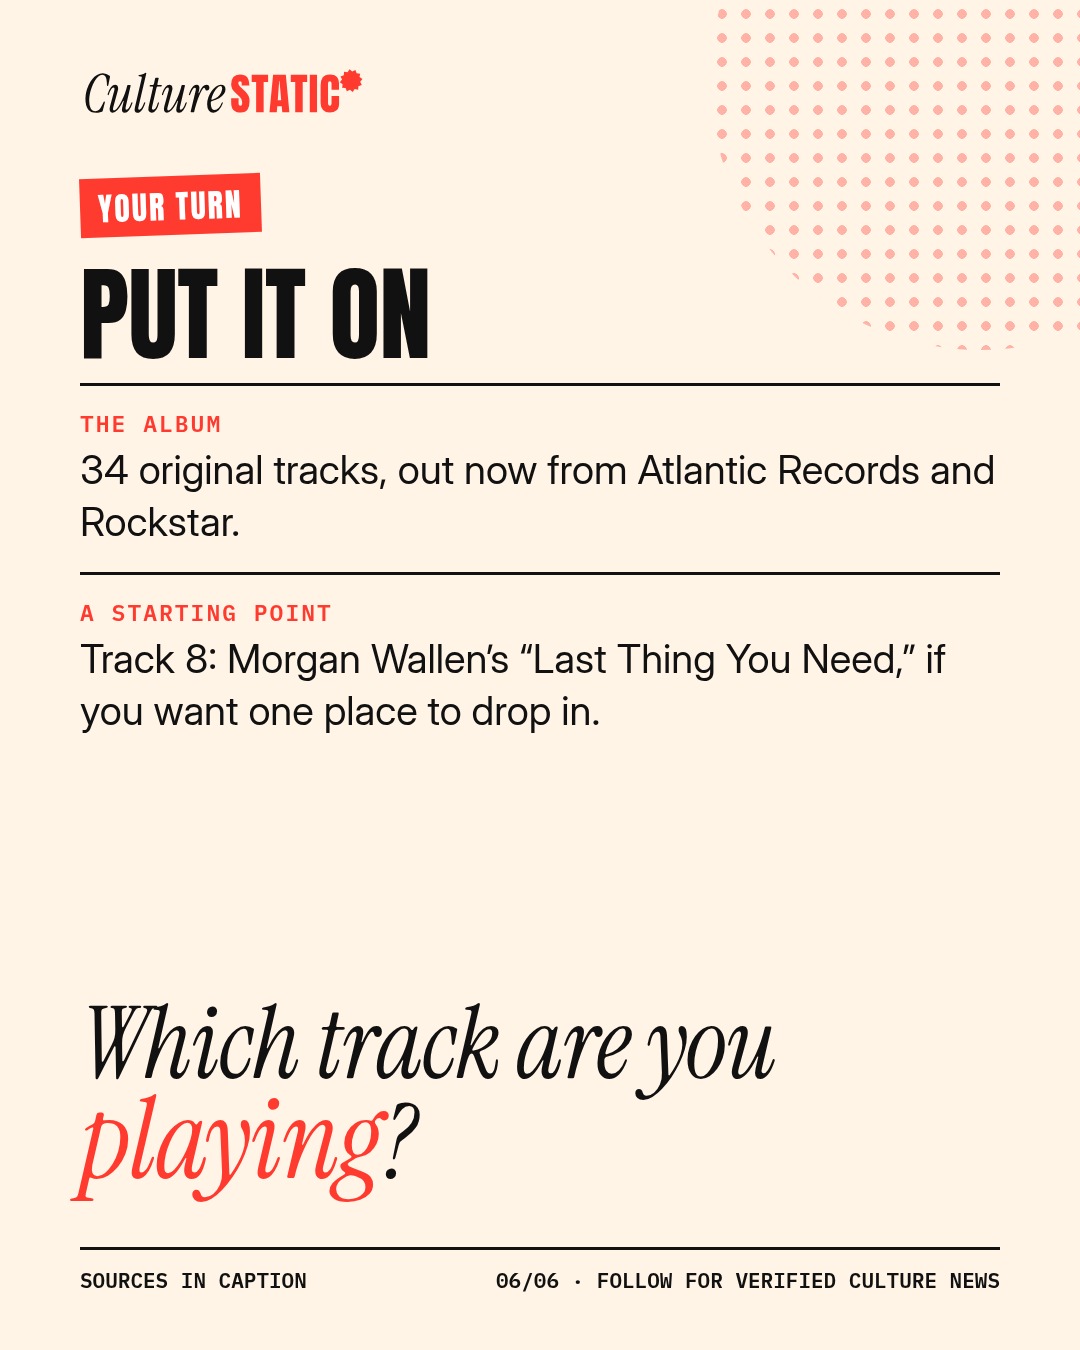 Culture STATIC
YOUR TURN
PUT IT ON
THE ALBUM
34 original tracks, out now from Atlantic Records and
Rockstar.
A STARTING POINT
Track 8: Morgan Wallen’s “Last Thing You Need,” if
you want one place to drop in.
Which track are you
playing?
SOURCES IN CAPTION
06/06 · FOLLOW FOR VERIFIED CULTURE NEWS